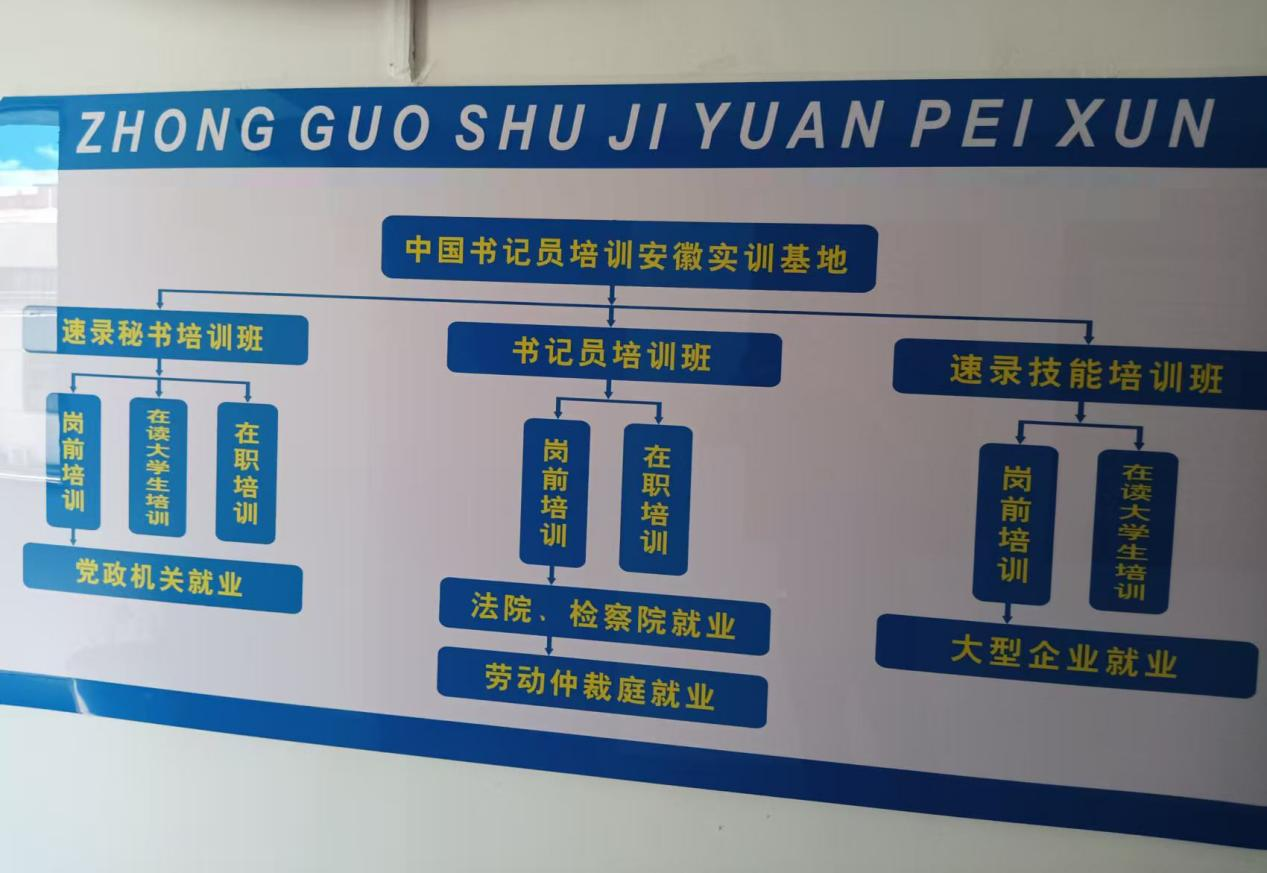 ZHONG GUO SHU JI YUAN PEI XUN
中国书记员培训安徽实训基地
速录秘书培训班
书记员培训班
速录技能培训班
岗前培训
在读大学生培训
在职培训
岗前培训
在职培训
岗前培训
在读大学生培训
党政机关就业
法院、检察院就业
大型企业就业
劳动仲裁庭就业